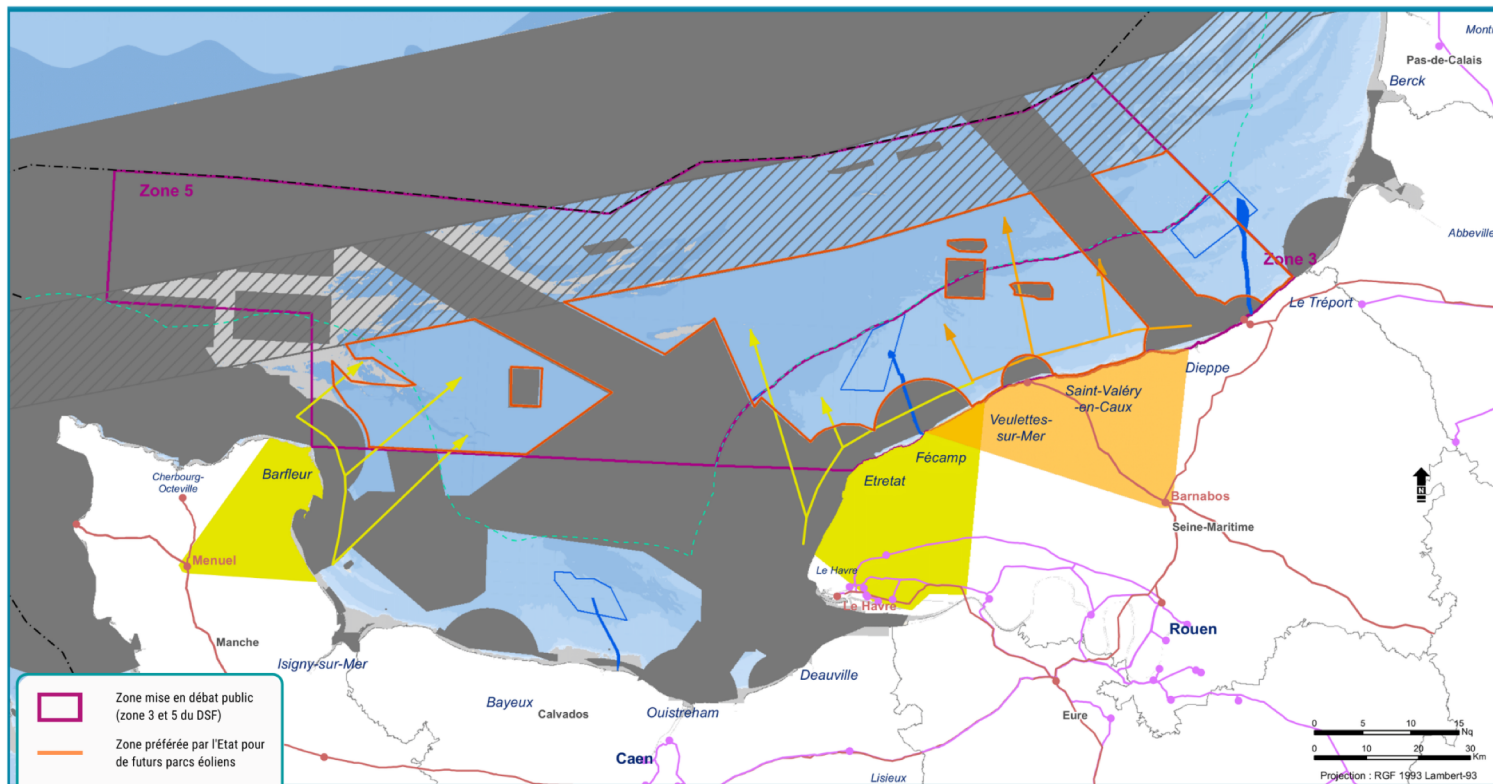 Mont
Pas-de-Calais
Berck
Zone 5
Abbeville
Zone 3
Le Tréport
Dieppe
Saint-Valéry
-en-Caux
Veulettes-
sur-Mer
Fécamp
Barfleur
Etretat
Cherbourg-
Octeville
Barnabos
N
Seine-Maritime
Menuel
Le Havre
Le Havre
Manche
Rouen
Isigny-sur-Mer
Deauville
Bayeux
Calvados
Ouistreham
Eure
Caen
Lisieux
Zone mise en débat public
(zone 3 et 5 du DSF)
Zone préférée par l'Etat pour
de futurs parcs éoliens
0 5 10 15
Nq
0 10 20 30
Km
Projection : RGF 1993 Lambert-93